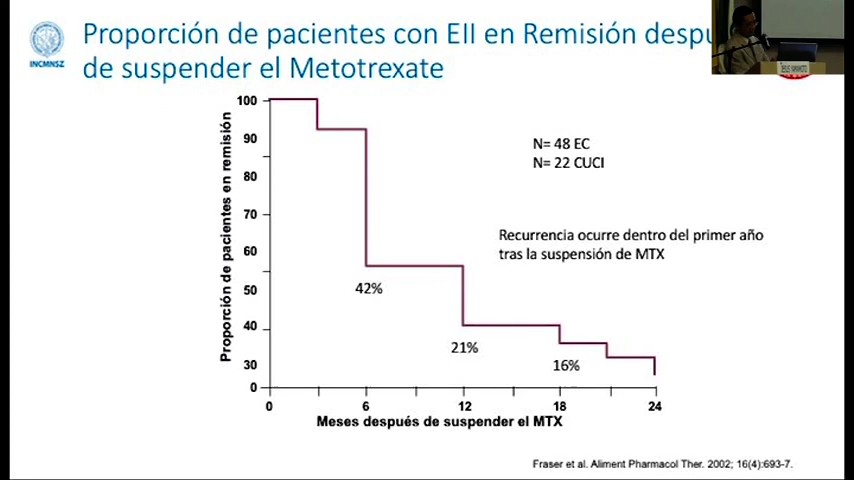 INCMNSZ
Proporción de pacientes con EII en Remisión despu
de suspender el Metotrexate
Proporción de pacientes en remisión
100
90
80
70
60
50
40
30
0
N= 48 EC
N= 22 CUCI
Recurrencia ocurre dentro del primer año
tras la suspensión de MTX
42%
21%
16%
0 6 12 18 24
Meses después de suspender el MTX
Fraser et al. Aliment Pharmacol Ther. 2002; 16(4):693-7.